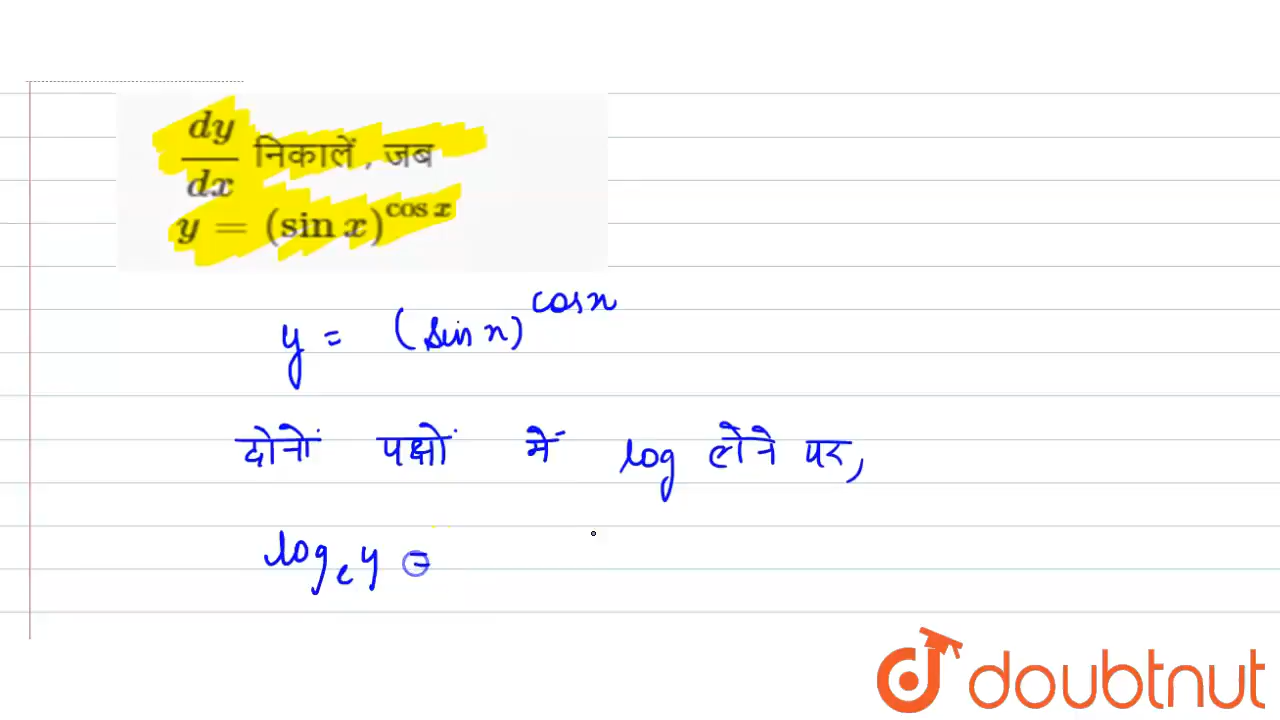 dy/dx निकालें , जब
y = (sin x)^cos x
y = (sin x)^cos x
दोनों पक्षों में log लेने पर,
log_e y =
doubtnut